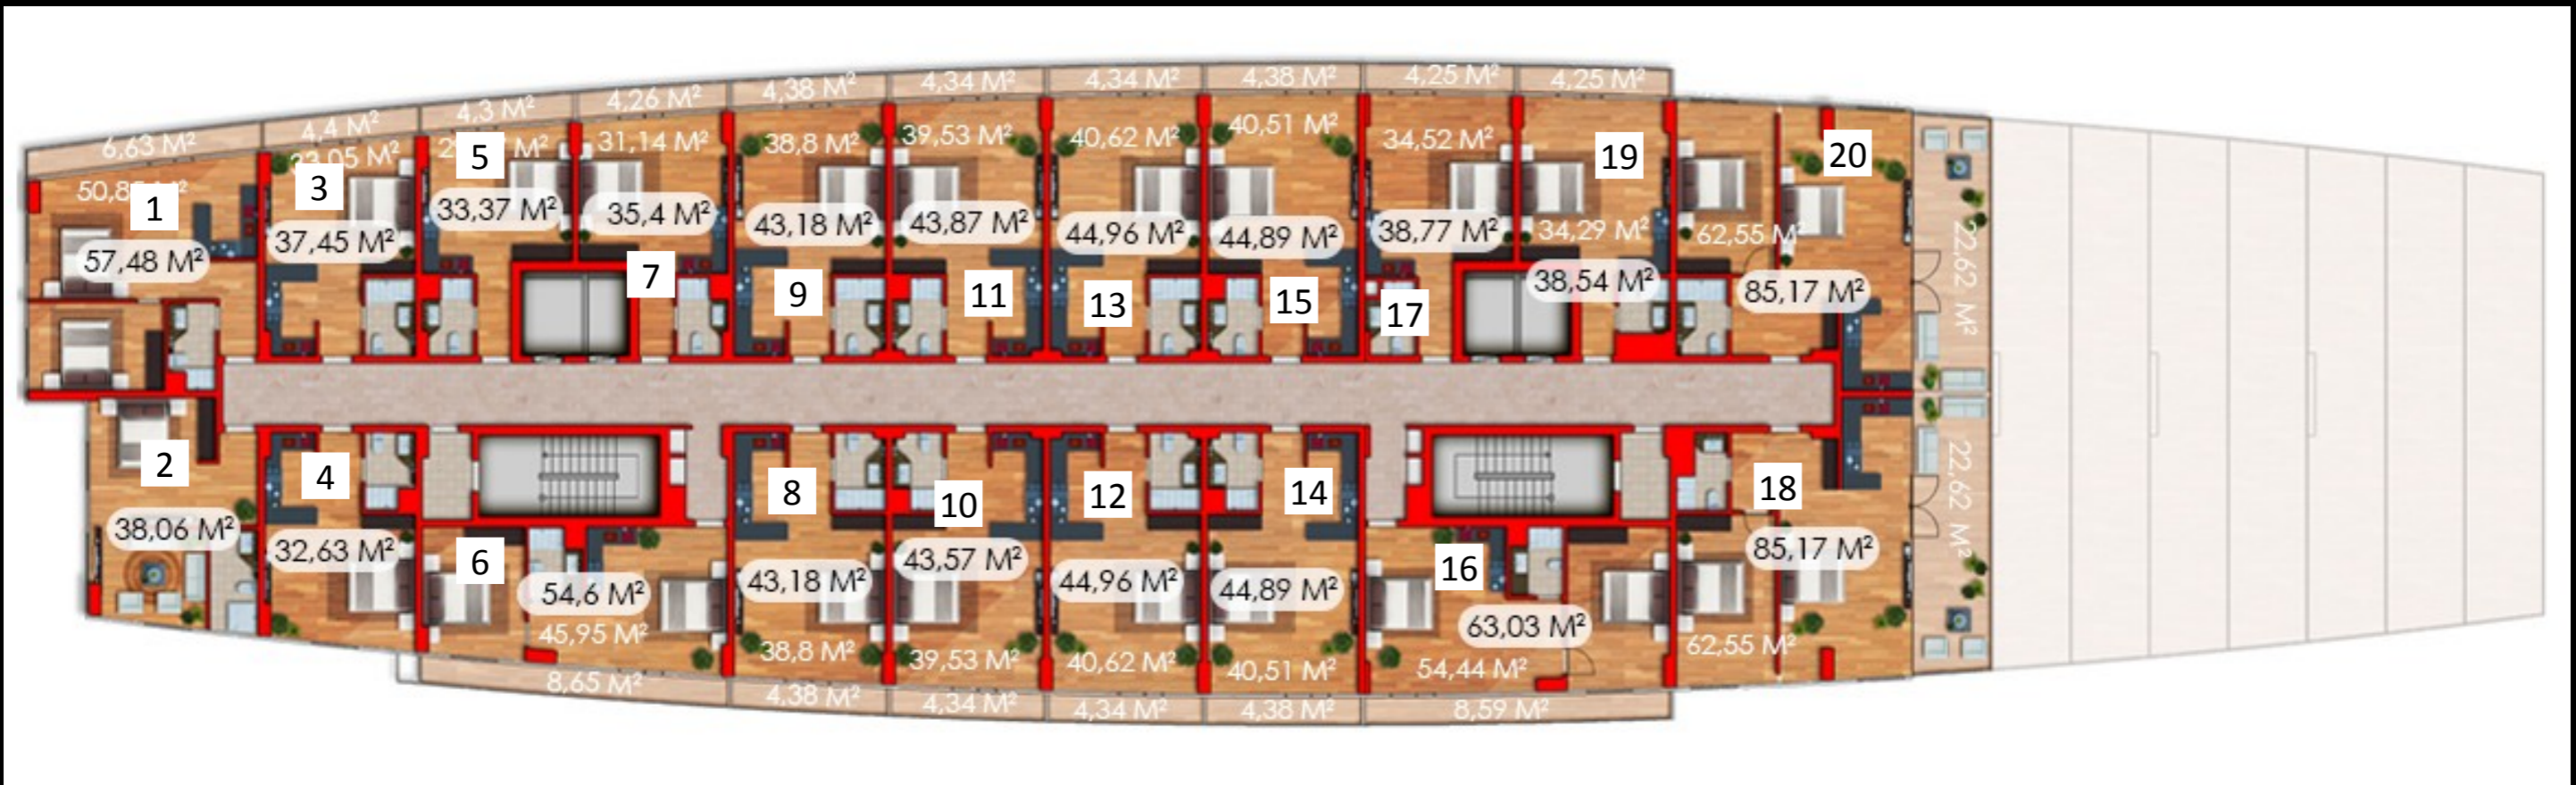 6,63 M²
4,4 M²
4,3 M²
4,26 M²
4,38 M²
4,34 M²
4,34 M²
4,38 M²
4,25 M²
4,25 M²
1
57,48 M²
3
33,05 M²
37,45 M²
5
M²
33,37 M²
31,14 M²
35,4 M²
7
38,8 M²
43,18 M²
9
39,53 M²
43,87 M²
11
40,62 M²
44,96 M²
13
40,51 M²
44,89 M²
15
34,52 M²
38,77 M²
17
19
34,29 M²
38,54 M²
20
62,55 M²
85,17 M²
22,62 M²
2
38,06 M²
4
32,63 M²
6
54,6 M²
45,95 M²
8,65 M²
8
43,18 M²
38,8 M²
4,38 M²
10
43,57 M²
39,53 M²
4,34 M²
12
44,96 M²
40,62 M²
4,34 M²
14
44,89 M²
40,51 M²
4,38 M²
16
63,03 M²
54,44 M²
8,59 M²
18
85,17 M²
62,55 M²
22,62 M²